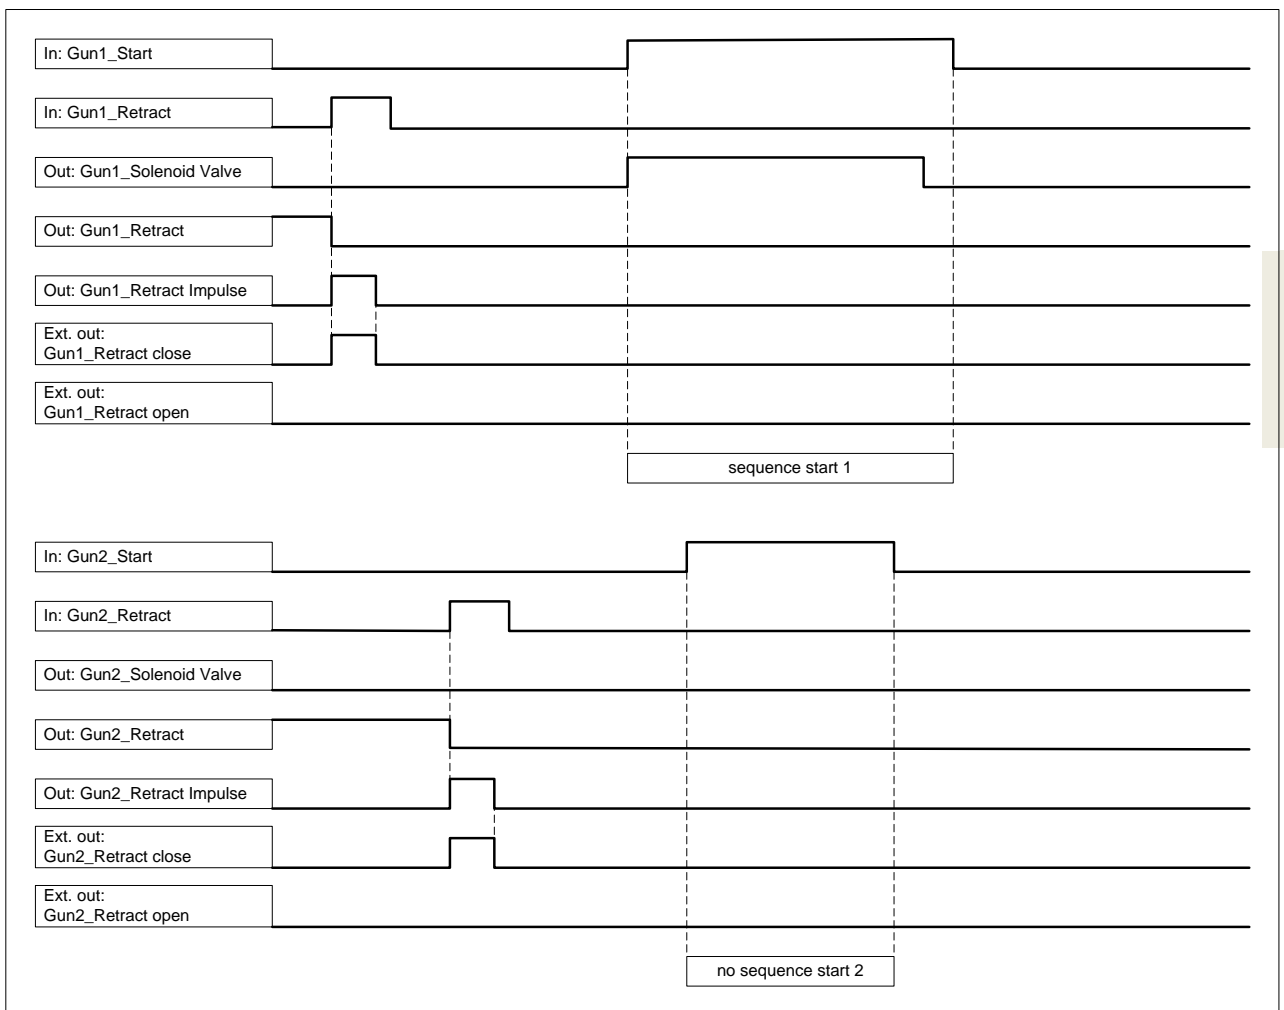 In: Gun1_Start
In: Gun1_Retract
Out: Gun1_Solenoid Valve
Out: Gun1_Retract
Out: Gun1_Retract Impulse
Ext. out:
Gun1_Retract close
Ext. out:
Gun1_Retract open
sequence start 1
In: Gun2_Start
In: Gun2_Retract
Out: Gun2_Solenoid Valve
Out: Gun2_Retract
Out: Gun2_Retract Impulse
Ext. out:
Gun2_Retract close
Ext. out:
Gun2_Retract open
no sequence start 2